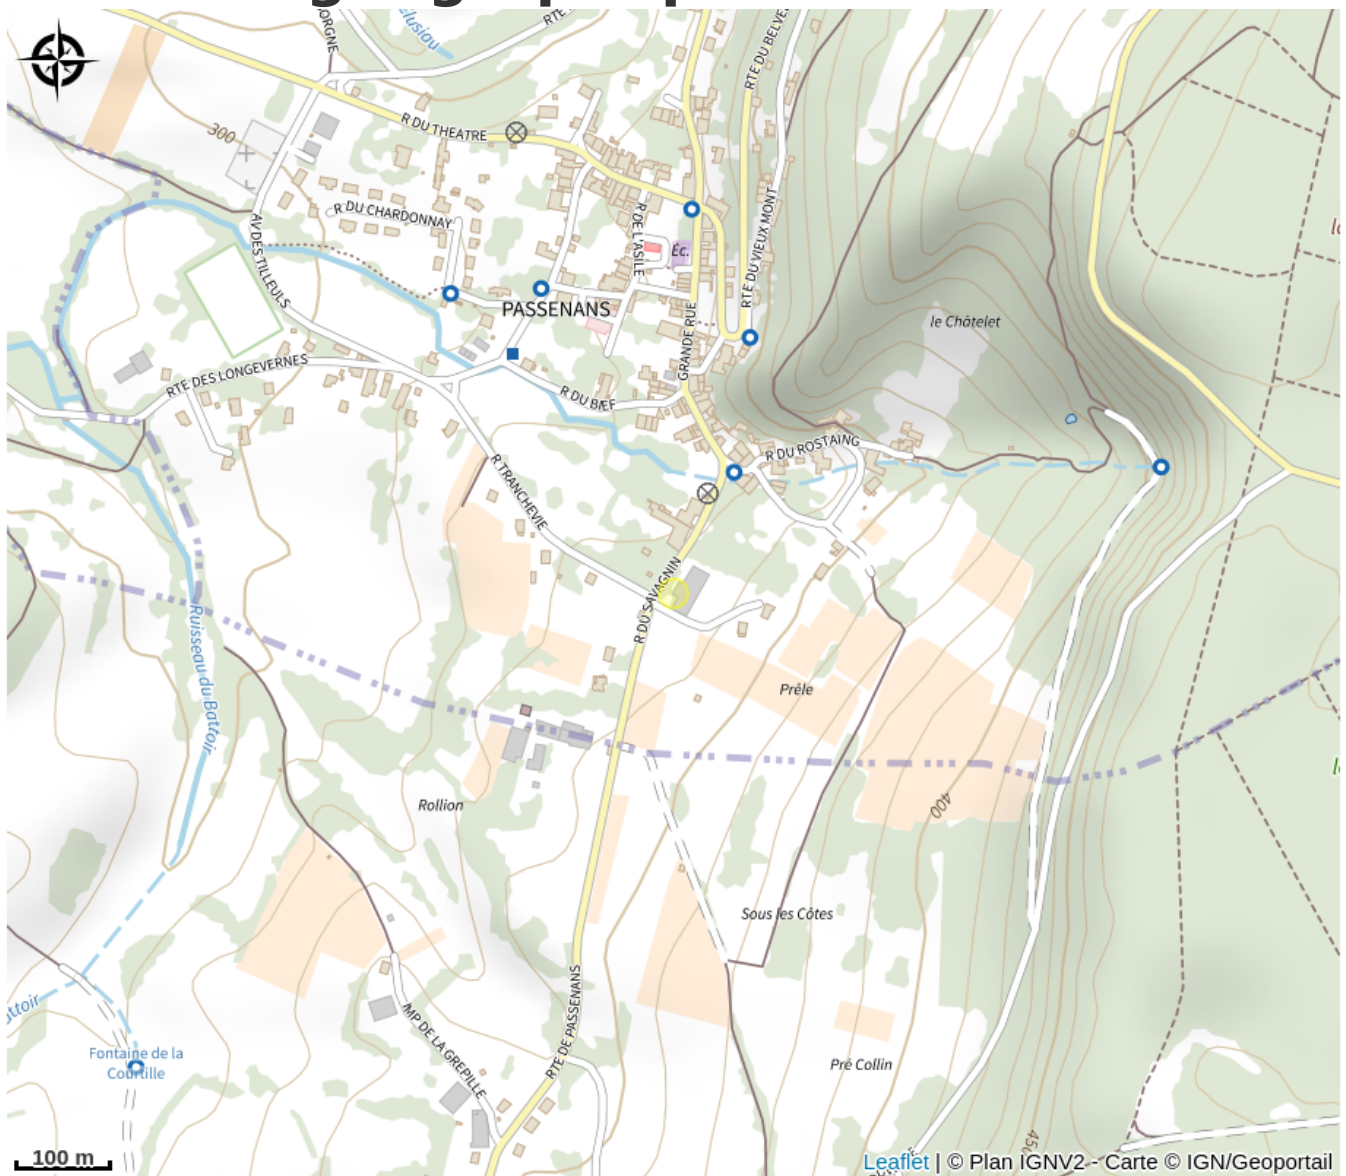 RTE DU BELVE
R DU THEATRE
300
R DU CHARDONNAY
R DE L'ASILE
Éc.
RTE DU VIEUX MONT
AV DES TILLEULS
PASSENANS
le Châtelet
GRANDE RUE
RTE DES LONGEVERNES
R DU BIEF
R DU ROSTAING
R TRANCHEVIE
R DU SAVAGNIN
Ruisseau du Battoir
Prêle
Rollion
400
Sous les Côtes
RTE DE PASSENANS
IMP DE LA GREPILLE
Fontaine de la
Courtille
Pré Collin
100 m
Leaflet | © Plan IGNV2 - Carte © IGN/Geoportail